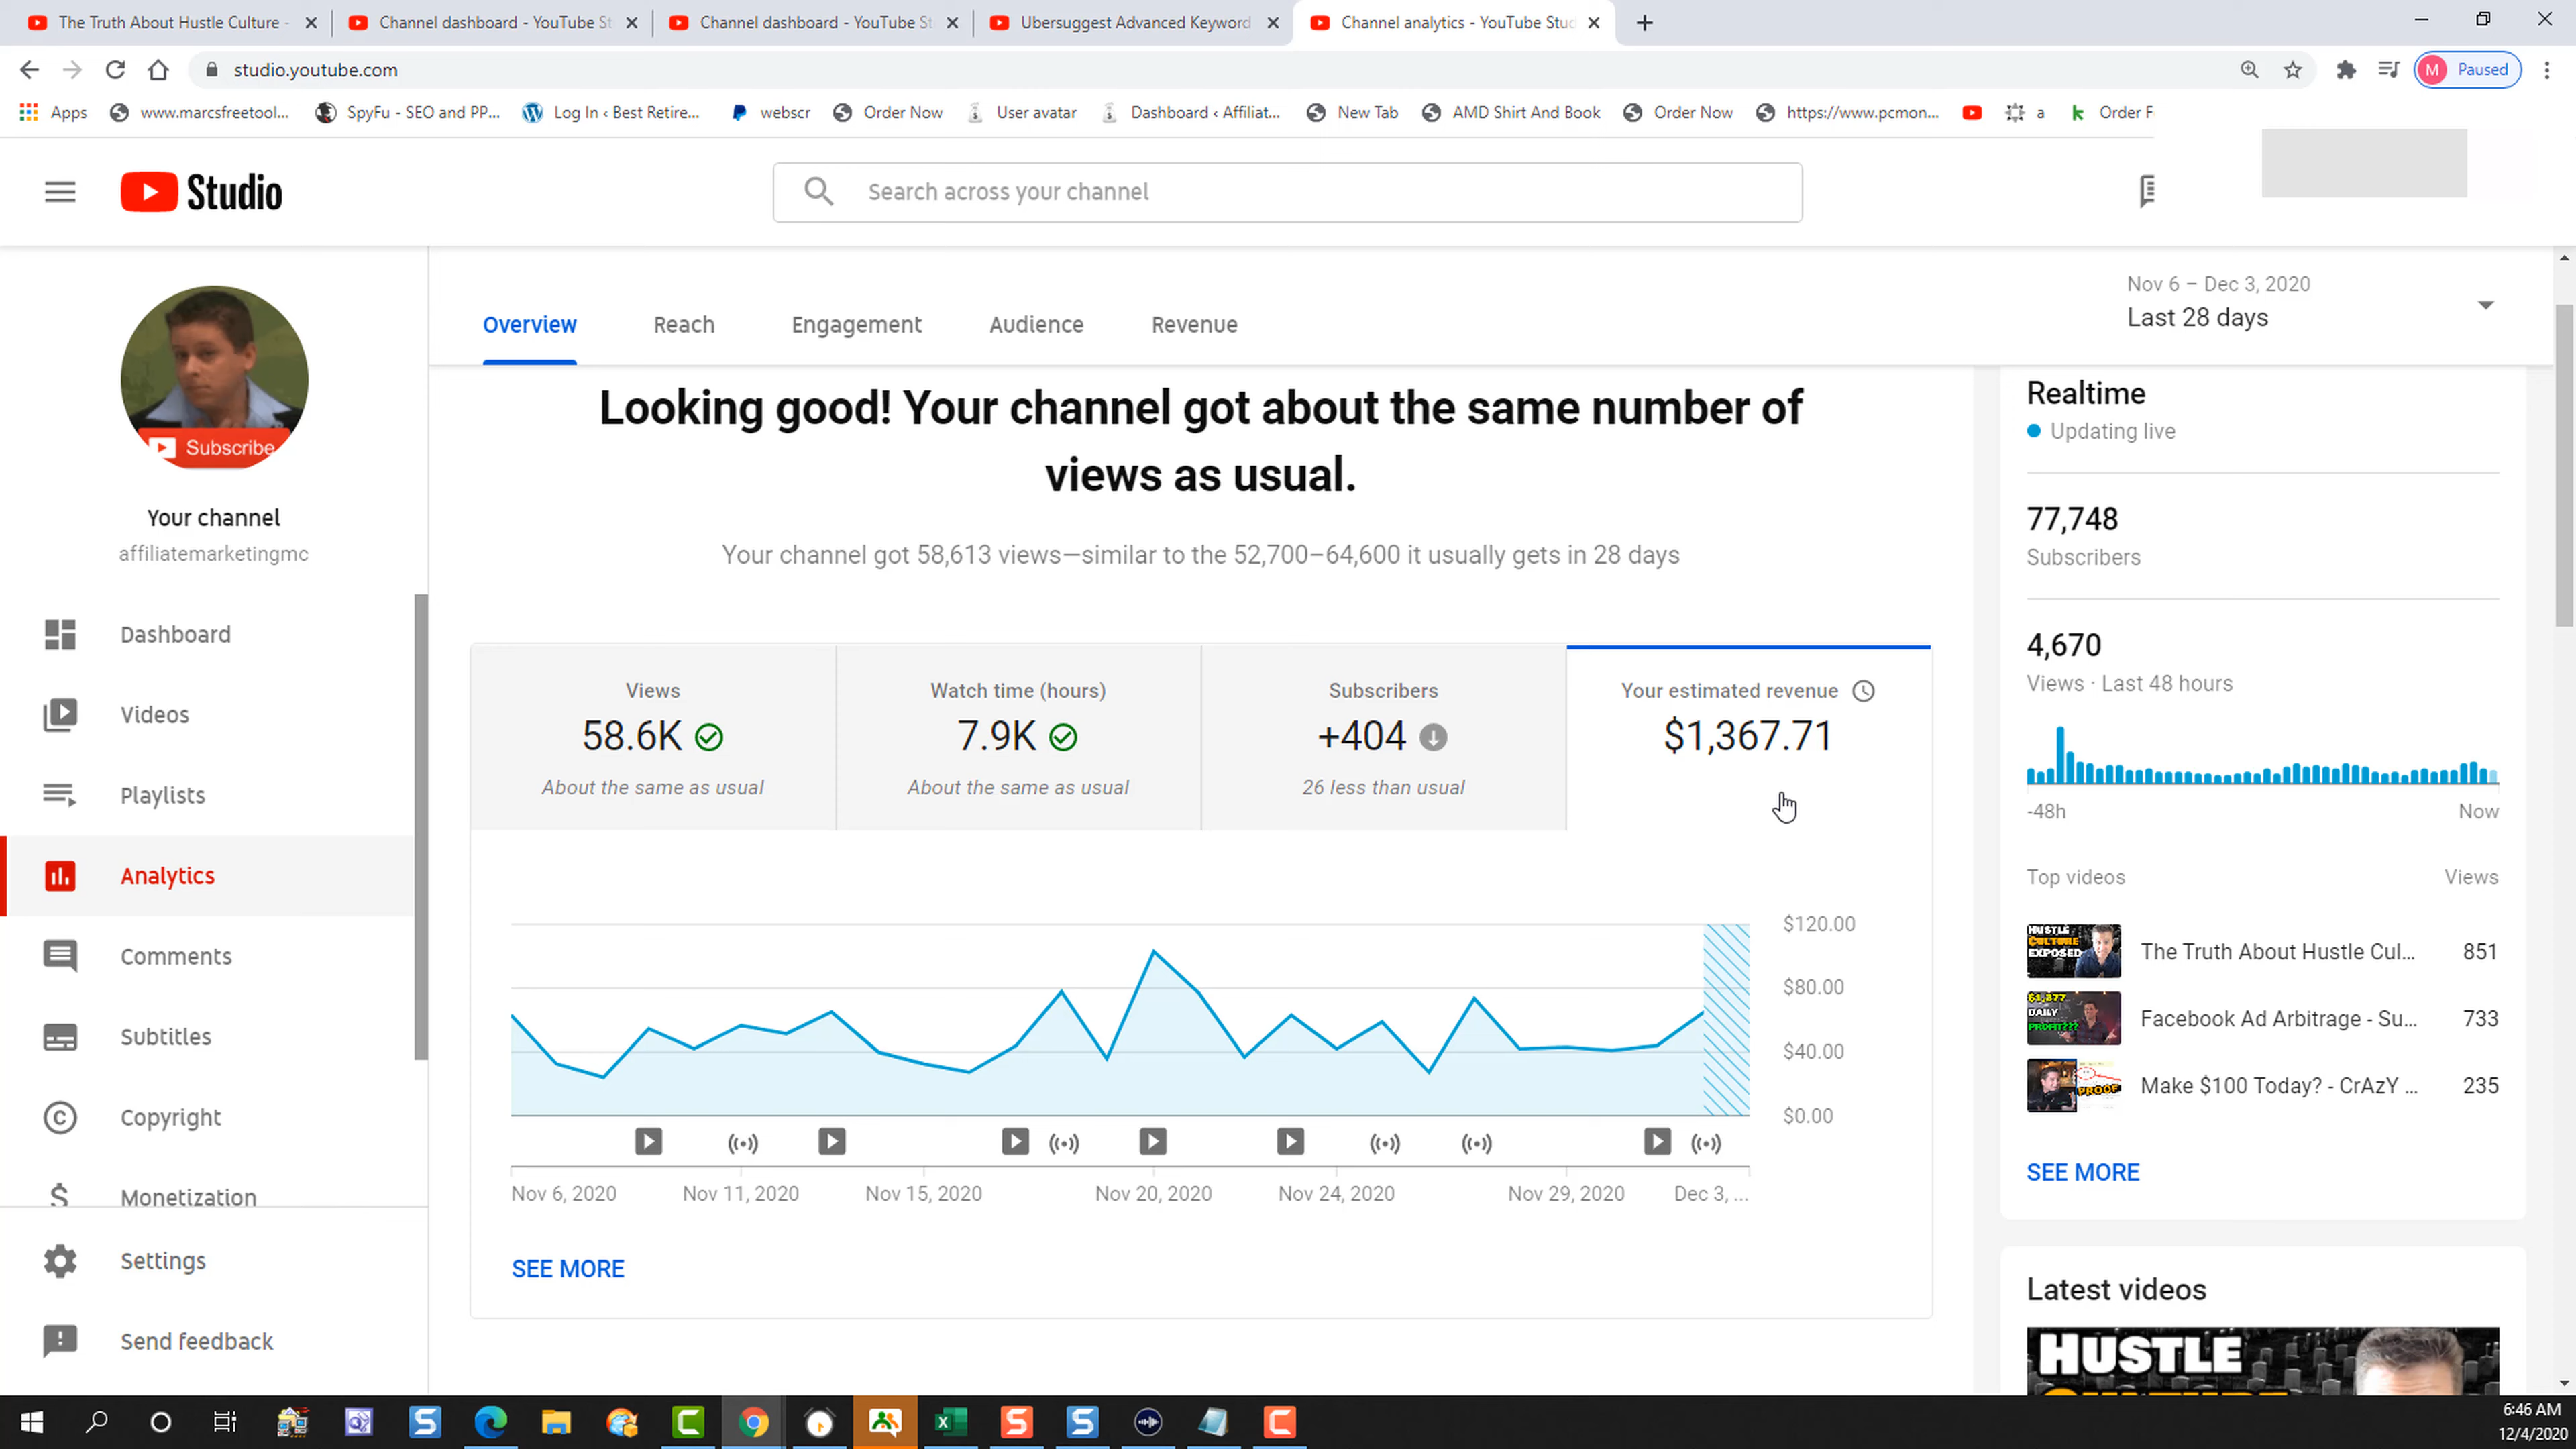 The Truth About Hustle Culture -
Channel dashboard - YouTube St
Channel dashboard - YouTube St
Ubersuggest Advanced Keyword
Channel analytics - YouTube Stud
studio.youtube.com
M Paused
Apps
www.marcsfreetool...
SpyFu - SEO and PP...
Log In ‹ Best Retire...
webscr
Order Now
User avatar
Dashboard ‹ Affiliat...
New Tab
AMD Shirt And Book
Order Now
https://www.pcmon...
a
Order F
Studio
Search across your channel
Subscribe
Your channel
affiliatemarketingmc
Dashboard
Videos
Playlists
Analytics
Comments
Subtitles
Copyright
Monetization
Settings
Send feedback
Overview
Reach
Engagement
Audience
Revenue
Nov 6 – Dec 3, 2020
Last 28 days
Looking good! Your channel got about the same number of
views as usual.
Your channel got 58,613 views—similar to the 52,700–64,600 it usually gets in 28 days
Views
58.6K
About the same as usual
Watch time (hours)
7.9K
About the same as usual
Subscribers
+404
26 less than usual
Your estimated revenue
$1,367.71
$120.00
$80.00
$40.00
$0.00
Nov 6, 2020
Nov 11, 2020
Nov 15, 2020
Nov 20, 2020
Nov 24, 2020
Nov 29, 2020
Dec 3, ...
SEE MORE
Realtime
Updating live
77,748
Subscribers
4,670
Views · Last 48 hours
-48h
Now
Top videos
Views
HUSTLE
CULTURE
EXPOSED
The Truth About Hustle Cul...
851
$1,877
DAILY
PROFIT???
Facebook Ad Arbitrage - Su...
733
PROOF
Make $100 Today? - CrAzY ...
235
SEE MORE
Latest videos
HUSTLE
6:46 AM
12/4/2020